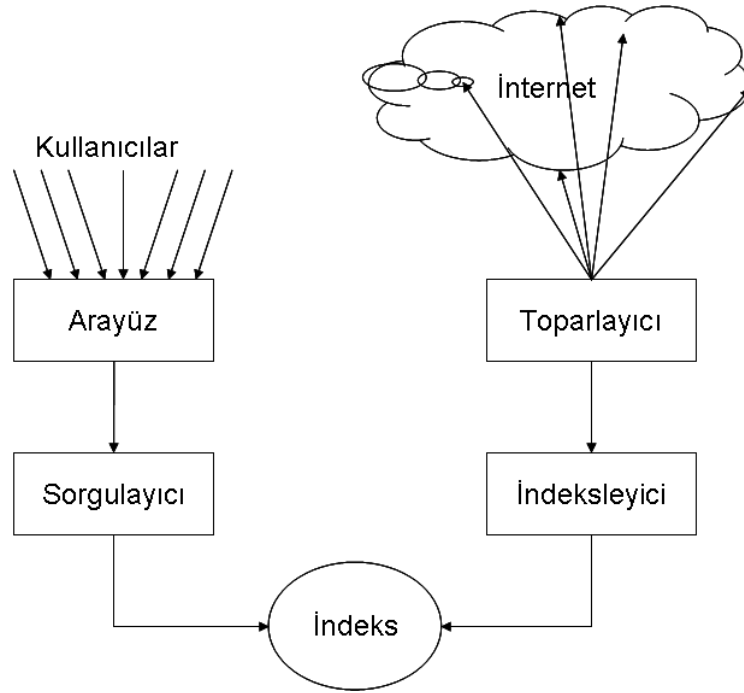 İnternet
Kullanıcılar
Arayüz
Toparlayıcı
Sorgulayıcı
İndeksleyici
İndeks